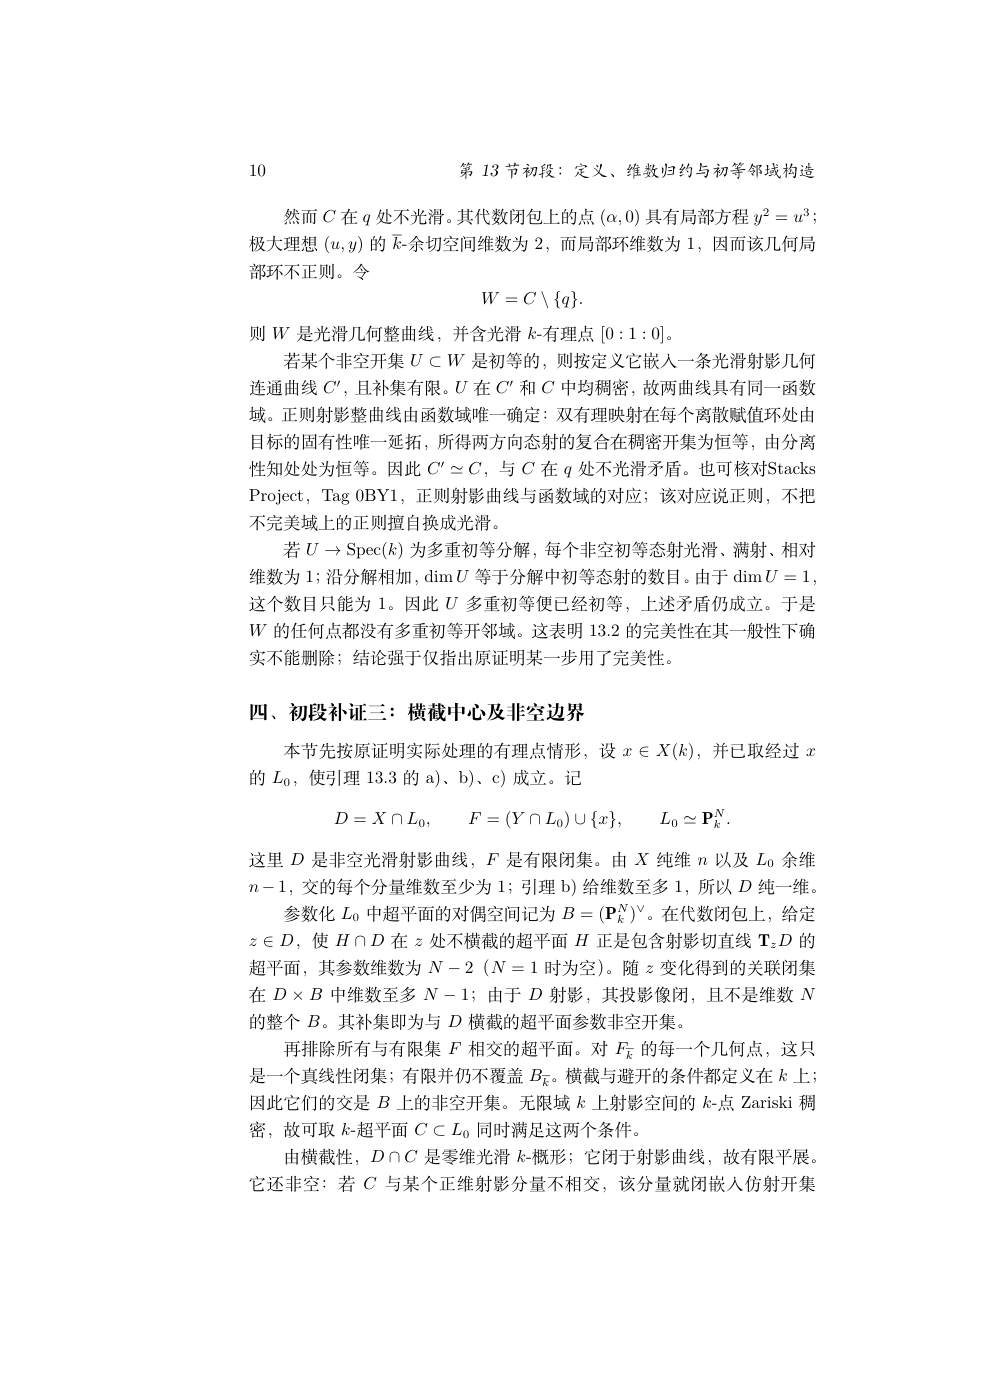 10 第 13 节初段：定义、维数归约与初等邻域构造
然而 C 在 q 处不光滑。其代数闭包上的点 (α, 0) 具有局部方程 y² = u³；
极大理想 (u, y) 的 k̅-余切空间维数为 2，而局部环维数为 1，因而该几何局
部环不正则。令
W = C \ {q}.
则 W 是光滑几何整曲线，并含光滑 k-有理点 [0 : 1 : 0]。
若某个非空开集 U ⊂ W 是初等的，则按定义它嵌入一条光滑射影几何
连通曲线 C′，且补集有限。U 在 C′ 和 C 中均稠密，故两曲线具有同一函数
域。正则射影整曲线由函数域唯一确定：双有理映射在每个离散赋值环处由
目标的固有性唯一延拓，所得两方向态射的复合在稠密开集为恒等，由分离
性知处处为恒等。因此 C′ ≃ C，与 C 在 q 处不光滑矛盾。也可核对Stacks
Project，Tag 0BY1，正则射影曲线与函数域的对应；该对应说正则，不把
不完美域上的正则擅自换成光滑。
若 U → Spec(k) 为多重初等分解，每个非空初等态射光滑、满射、相对
维数为 1；沿分解相加，dim U 等于分解中初等态射的数目。由于 dim U = 1，
这个数目只能为 1。因此 U 多重初等便已经初等，上述矛盾仍成立。于是
W 的任何点都没有多重初等开邻域。这表明 13.2 的完美性在其一般性下确
实不能删除；结论强于仅指出原证明某一步用了完美性。
四、初段补证三：横截中心及非空边界
本节先按原证明实际处理的有理点情形，设 x ∈ X(k)，并已取经过 x
的 L₀，使引理 13.3 的 a)、b)、c) 成立。记
D = X ∩ L₀, F = (Y ∩ L₀) ∪ {x}, L₀ ≃ 𝐏ᴺₖ.
这里 D 是非空光滑射影曲线，F 是有限闭集。由 X 纯维 n 以及 L₀ 余维
n − 1，交的每个分量维数至少为 1；引理 b) 给维数至多 1，所以 D 纯一维。
参数化 L₀ 中超平面的对偶空间记为 B = (𝐏ᴺₖ)^∨。在代数闭包上，给定
z ∈ D，使 H ∩ D 在 z 处不横截的超平面 H 正是包含射影切直线 𝐓_zD 的
超平面，其参数维数为 N − 2（N = 1 时为空）。随 z 变化得到的关联闭集
在 D × B 中维数至多 N − 1；由于 D 射影，其投影像闭，且不是维数 N
的整个 B。其补集即为与 D 横截的超平面参数非空开集。
再排除所有与有限集 F 相交的超平面。对 F_k̅ 的每一个几何点，这只
是一个真线性闭集；有限并仍不覆盖 B_k̅。横截与避开的条件都定义在 k 上；
因此它们的交是 B 上的非空开集。无限域 k 上射影空间的 k-点 Zariski 稠
密，故可取 k-超平面 C ⊂ L₀ 同时满足这两个条件。
由横截性，D ∩ C 是零维光滑 k-概形；它闭于射影曲线，故有限平展。
它还非空：若 C 与某个正维射影分量不相交，该分量就闭嵌入仿射开集